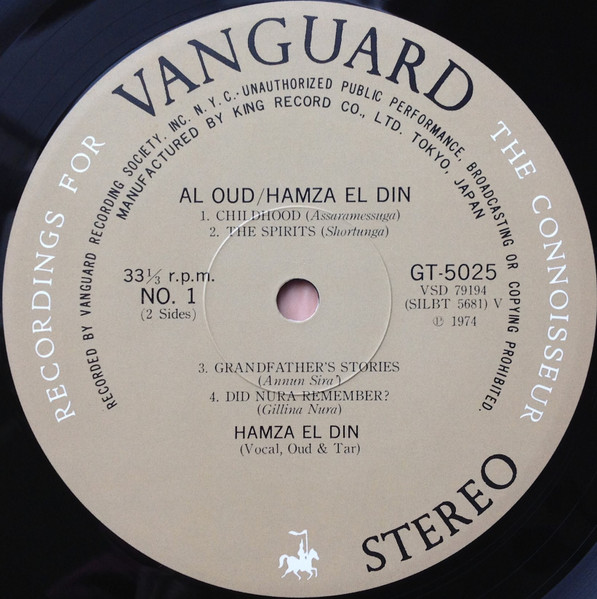 VANGUARD
RECORDINGS FOR THE CONNOISSEUR
RECORDED BY VANGUARD RECORDING SOCIETY. INC. N.Y.C.·UNAUTHORIZED PUBLIC PERFORMANCE, BROADCASTING OR COPYING PROHIBITED.
MANUFACTURED BY KING RECORD CO., LTD. TOKYO, JAPAN
AL OUD/HAMZA EL DIN
1. CHILDHOOD (Assaramessuga)
2. THE SPIRITS (Shortunga)
33⅓ r.p.m.
NO. 1
(2 Sides)
GT-5025
VSD 79194
(SILBT 5681) V
℗ 1974
3. GRANDFATHER'S STORIES
(Annun Sira')
4. DID NURA REMEMBER?
(Gillina Nura)
HAMZA EL DIN
(Vocal, Oud & Tar)
STEREO